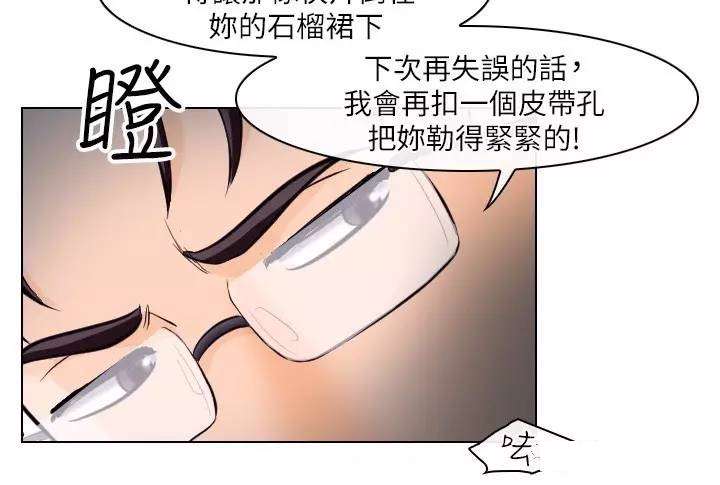 妳的石榴裙下
下次再失誤的話，
我會再扣一個皮帶孔
把妳勒得緊緊的!
瞪
呿